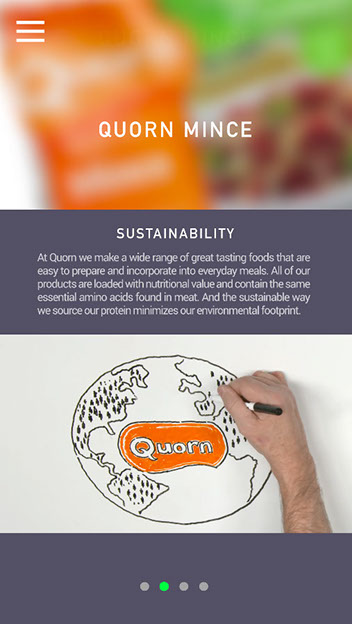 QUORN MINCE
SUSTAINABILITY
At Quorn we make a wide range of great tasting foods that are
easy to prepare and incorporate into everyday meals. All of our
products are loaded with nutritional value and contain the same
essential amino acids found in meat. And the sustainable way
we source our protein minimizes our environmental footprint.
Quorn